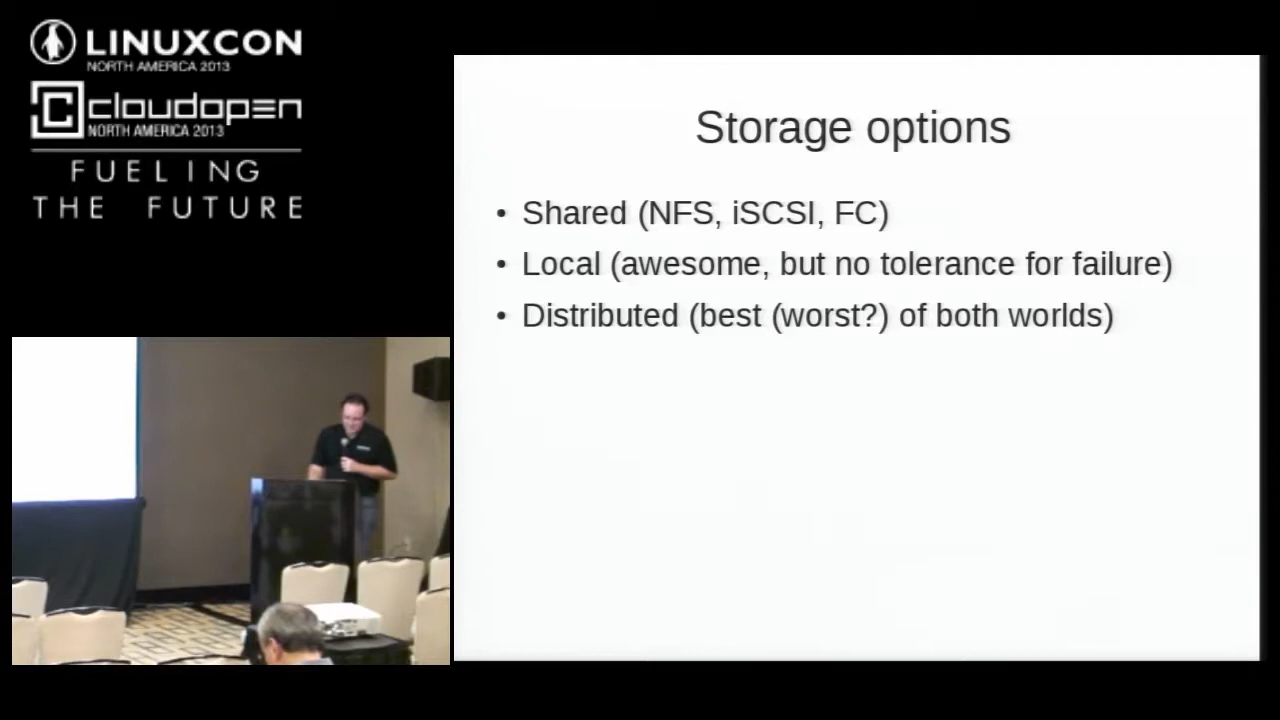 LINUXCON
NORTH AMERICA 2013
cloudopen
NORTH AMERICA 2013
FUELING
THE FUTURE
Storage options
• Shared (NFS, iSCSI, FC)
• Local (awesome, but no tolerance for failure)
• Distributed (best (worst?) of both worlds)